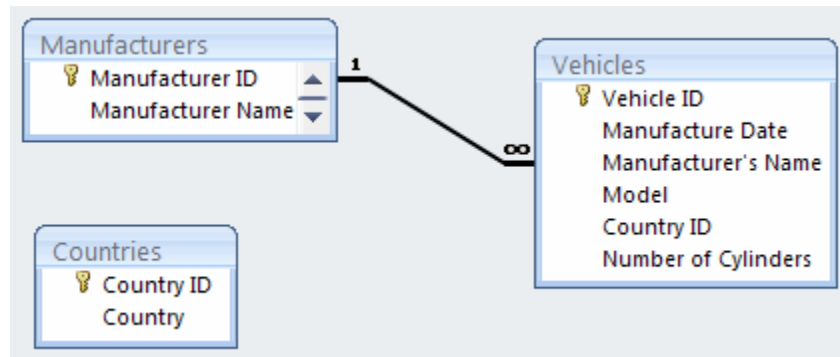 Manufacturers
Manufacturer ID
Manufacturer Name
1
∞
Vehicles
Vehicle ID
Manufacture Date
Manufacturer's Name
Model
Country ID
Number of Cylinders
Countries
Country ID
Country